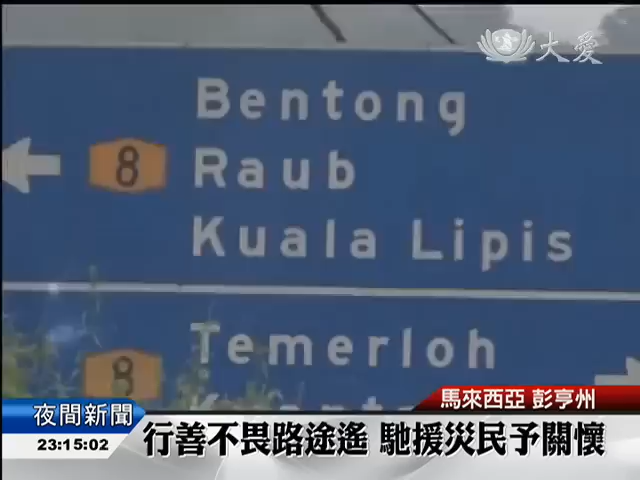 大愛
Bentong
8
Raub
Kuala Lipis
Temerloh
8
馬來西亞 彭亨州
夜間新聞
23:15:02
行善不畏路途遙 馳援災民予關懷